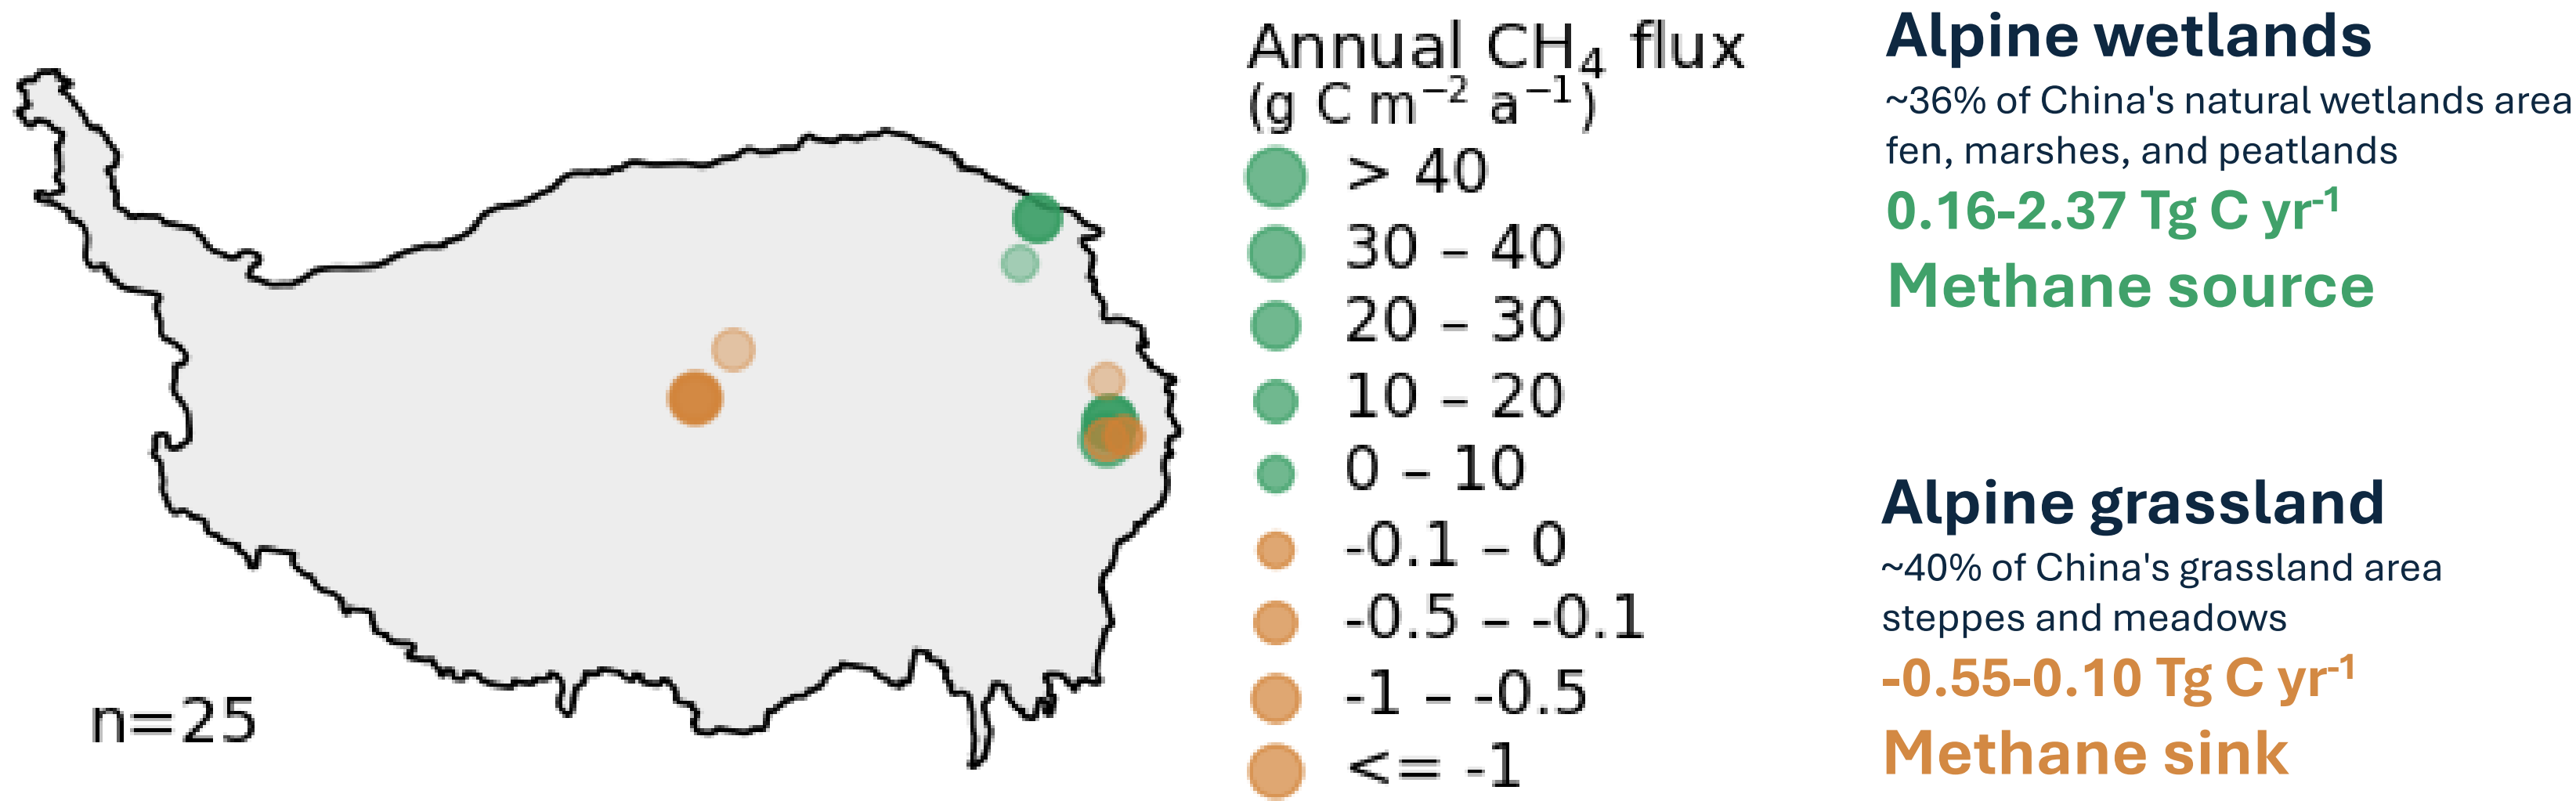 Annual CH₄ flux
(g C m⁻² a⁻¹)
> 40
30 – 40
20 – 30
10 – 20
0 – 10
-0.1 – 0
-0.5 – -0.1
-1 – -0.5
<= -1
n=25
Alpine wetlands
~36% of China's natural wetlands area
fen, marshes, and peatlands
0.16-2.37 Tg C yr⁻¹
Methane source
Alpine grassland
~40% of China's grassland area
steppes and meadows
-0.55-0.10 Tg C yr⁻¹
Methane sink